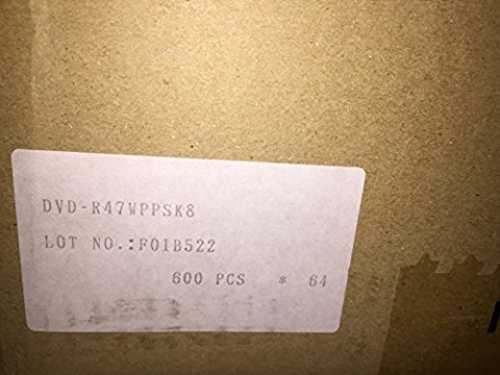 DVD-R47WPPSK8
LOT NO.:F01B522
600 PCS * 64